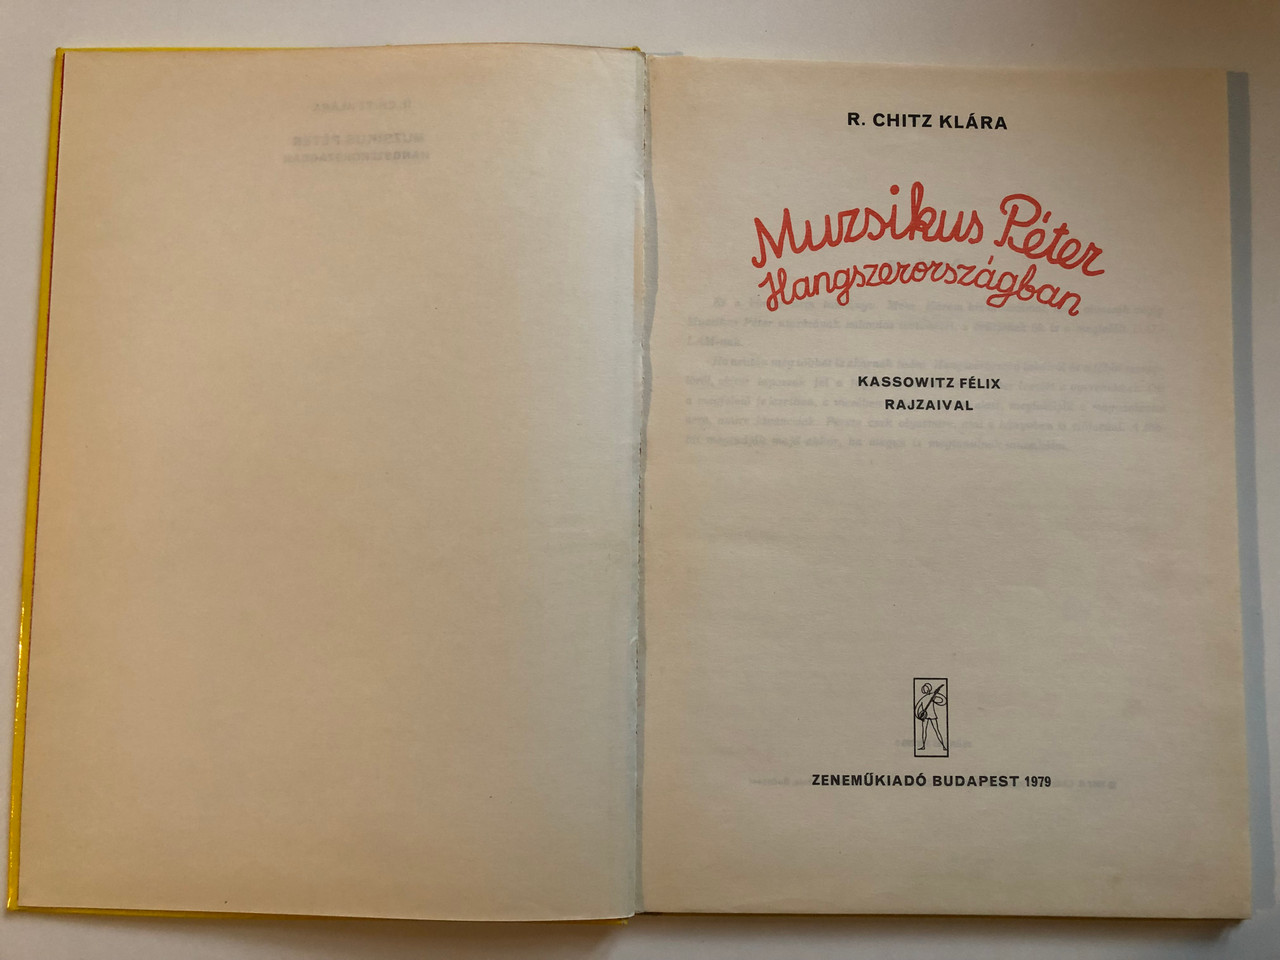 R. CHITZ KLÁRA
Muzsikus Péter
Hangszerországban
KASSOWITZ FÉLIX
RAJZAIVAL
ZENEMŰKIADÓ BUDAPEST 1979